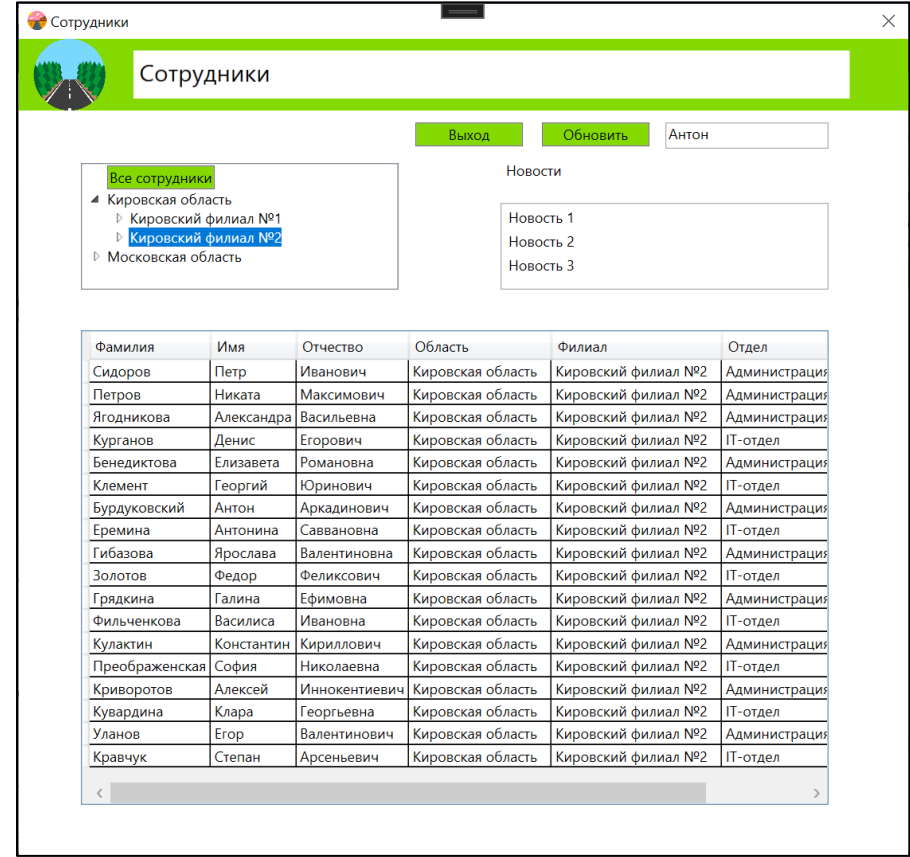 Сотрудники
Сотрудники
Выход Обновить Антон
Все сотрудники
Кировская область
Кировский филиал №1
Кировский филиал №2
Московская область
Новости
Новость 1
Новость 2
Новость 3
Фамилия Имя Отчество Область Филиал Отдел
Сидоров Петр Иванович Кировская область Кировский филиал №2 Администрация
Петров Никата Максимович Кировская область Кировский филиал №2 Администрация
Ягодникова Александра Васильевна Кировская область Кировский филиал №2 Администрация
Курганов Денис Егорович Кировская область Кировский филиал №2 IT-отдел
Бенедиктова Елизавета Романовна Кировская область Кировский филиал №2 Администрация
Клемент Георгий Юринович Кировская область Кировский филиал №2 IT-отдел
Бурдуковский Антон Аркадинович Кировская область Кировский филиал №2 Администрация
Еремина Антонина Саввановна Кировская область Кировский филиал №2 IT-отдел
Гибазова Ярослава Валентиновна Кировская область Кировский филиал №2 Администрация
Золотов Федор Феликсович Кировская область Кировский филиал №2 IT-отдел
Грядкина Галина Ефимовна Кировская область Кировский филиал №2 Администрация
Фильченкова Василиса Ивановна Кировская область Кировский филиал №2 IT-отдел
Кулактин Константин Кириллович Кировская область Кировский филиал №2 Администрация
Преображенская София Николаевна Кировская область Кировский филиал №2 IT-отдел
Криворотов Алексей Иннокентиевич Кировская область Кировский филиал №2 Администрация
Кувардина Клара Георгьевна Кировская область Кировский филиал №2 IT-отдел
Уланов Егор Валентинович Кировская область Кировский филиал №2 Администрация
Кравчук Степан Арсеньевич Кировская область Кировский филиал №2 IT-отдел